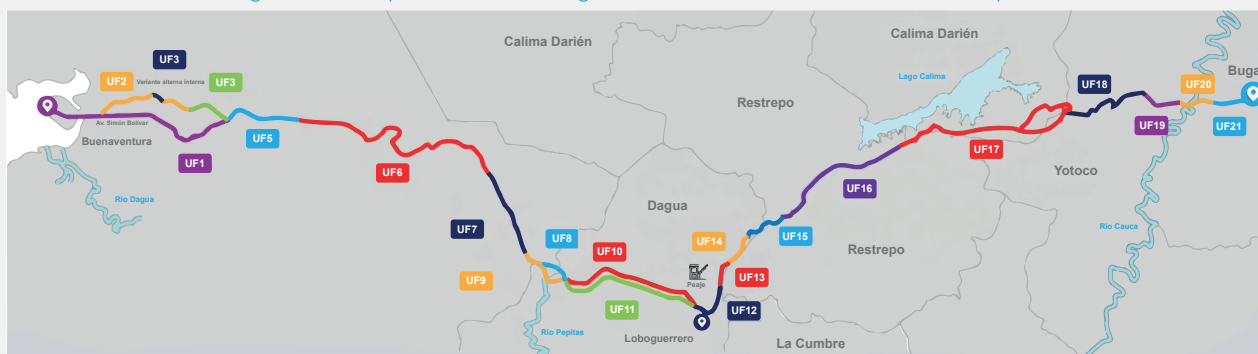 Calima Darién
Calima Darién
Lago Calima
Buga
UF3
UF2
Variante alterna interna
UF3
UF18
UF20
UF21
UF19
Restrepo
Av. Simón Bolívar
Buenaventura
UF1
UF5
UF6
UF17
Yotoco
UF16
Río Dagua
Dagua
UF7
UF8
UF14
UF15
Río Cauca
Restrepo
UF10
UF9
Peaje
UF13
UF11
UF12
Río Pepitas
Loboguerrero
La Cumbre